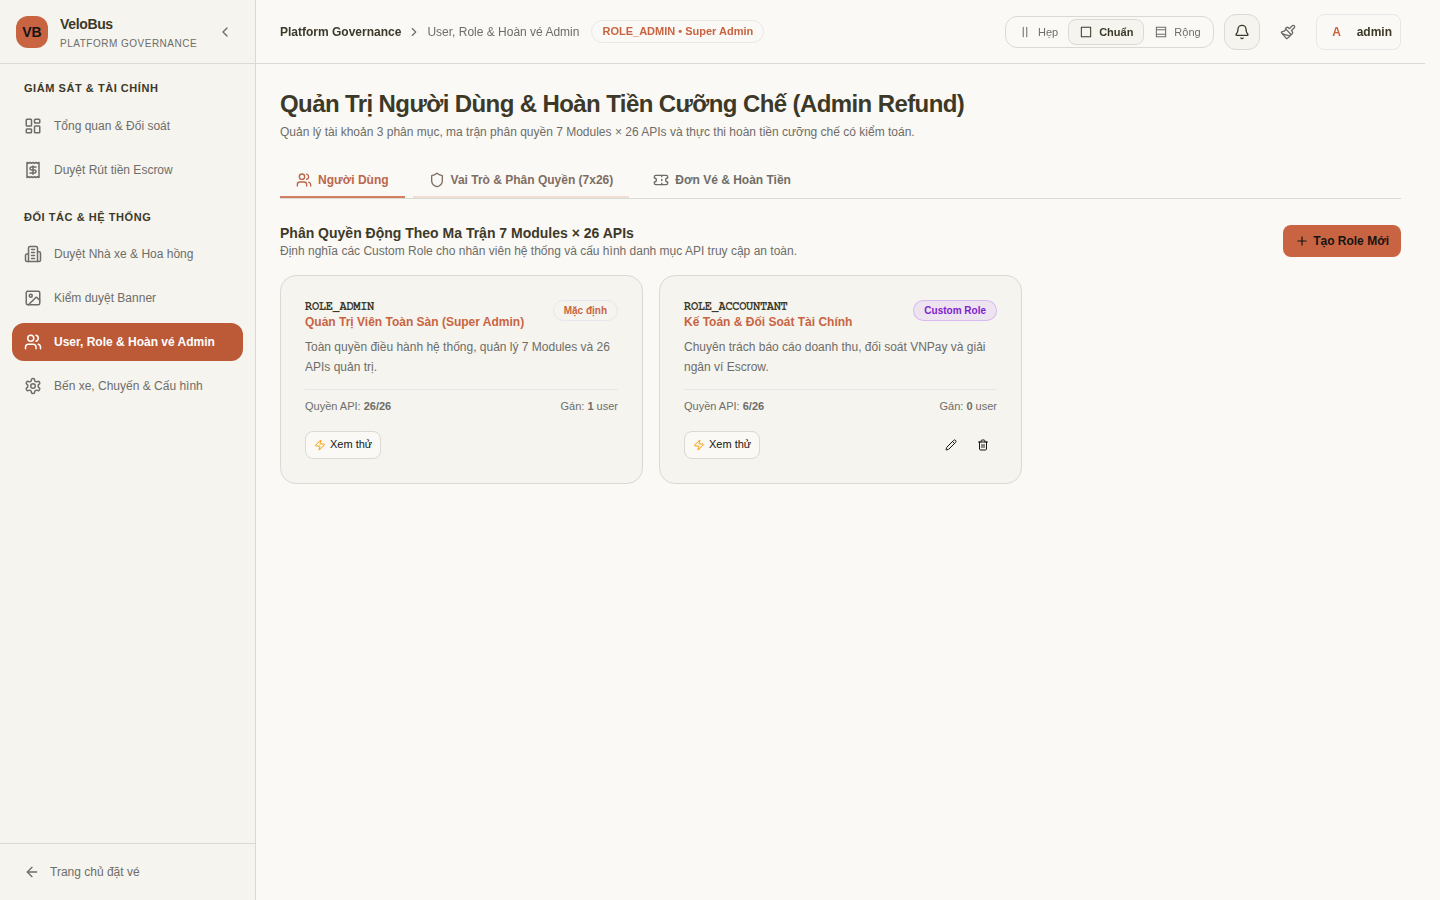 VB
VeloBus
PLATFORM GOVERNANCE
GIÁM SÁT & TÀI CHÍNH
Tổng quan & Đối soát
Duyệt Rút tiền Escrow
ĐỐI TÁC & HỆ THỐNG
Duyệt Nhà xe & Hoa hồng
Kiểm duyệt Banner
User, Role & Hoàn vé Admin
Bến xe, Chuyến & Cấu hình
Trang chủ đặt vé
Platform Governance
User, Role & Hoàn vé Admin
ROLE_ADMIN • Super Admin
Hẹp
Chuẩn
Rộng
A
admin
Quản Trị Người Dùng & Hoàn Tiền Cưỡng Chế (Admin Refund)
Quản lý tài khoản 3 phân mục, ma trận phân quyền 7 Modules × 26 APIs và thực thi hoàn tiền cưỡng chế có kiểm toán.
Người Dùng
Vai Trò & Phân Quyền (7x26)
Đơn Vé & Hoàn Tiền
Phân Quyền Động Theo Ma Trận 7 Modules × 26 APIs
Định nghĩa các Custom Role cho nhân viên hệ thống và cấu hình danh mục API truy cập an toàn.
Tạo Role Mới
ROLE_ADMIN
Mặc định
Quản Trị Viên Toàn Sàn (Super Admin)
Toàn quyền điều hành hệ thống, quản lý 7 Modules và 26
APIs quản trị.
Quyền API: 26/26
Gán: 1 user
Xem thử
ROLE_ACCOUNTANT
Custom Role
Kế Toán & Đối Soát Tài Chính
Chuyên trách báo cáo doanh thu, đối soát VNPay và giải
ngân ví Escrow.
Quyền API: 6/26
Gán: 0 user
Xem thử